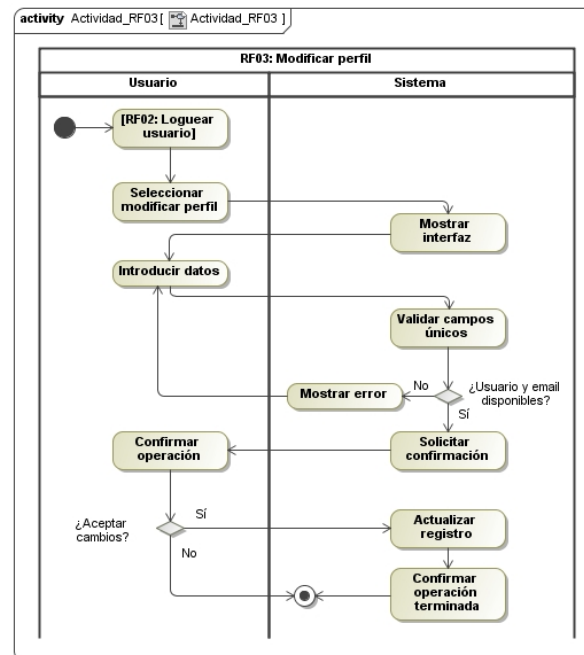 activity Actividad_RF03 [ Actividad_RF03 ]
RF03: Modificar perfil
Usuario
Sistema
[RF02: Loguear
usuario]
Seleccionar
modificar perfil
Mostrar
interfaz
Introducir datos
Validar campos
únicos
¿Usuario y email
disponibles?
No
Mostrar error
Sí
Confirmar
operación
Solicitar
confirmación
¿Aceptar
cambios?
Sí
No
Actualizar
registro
Confirmar
operación
terminada